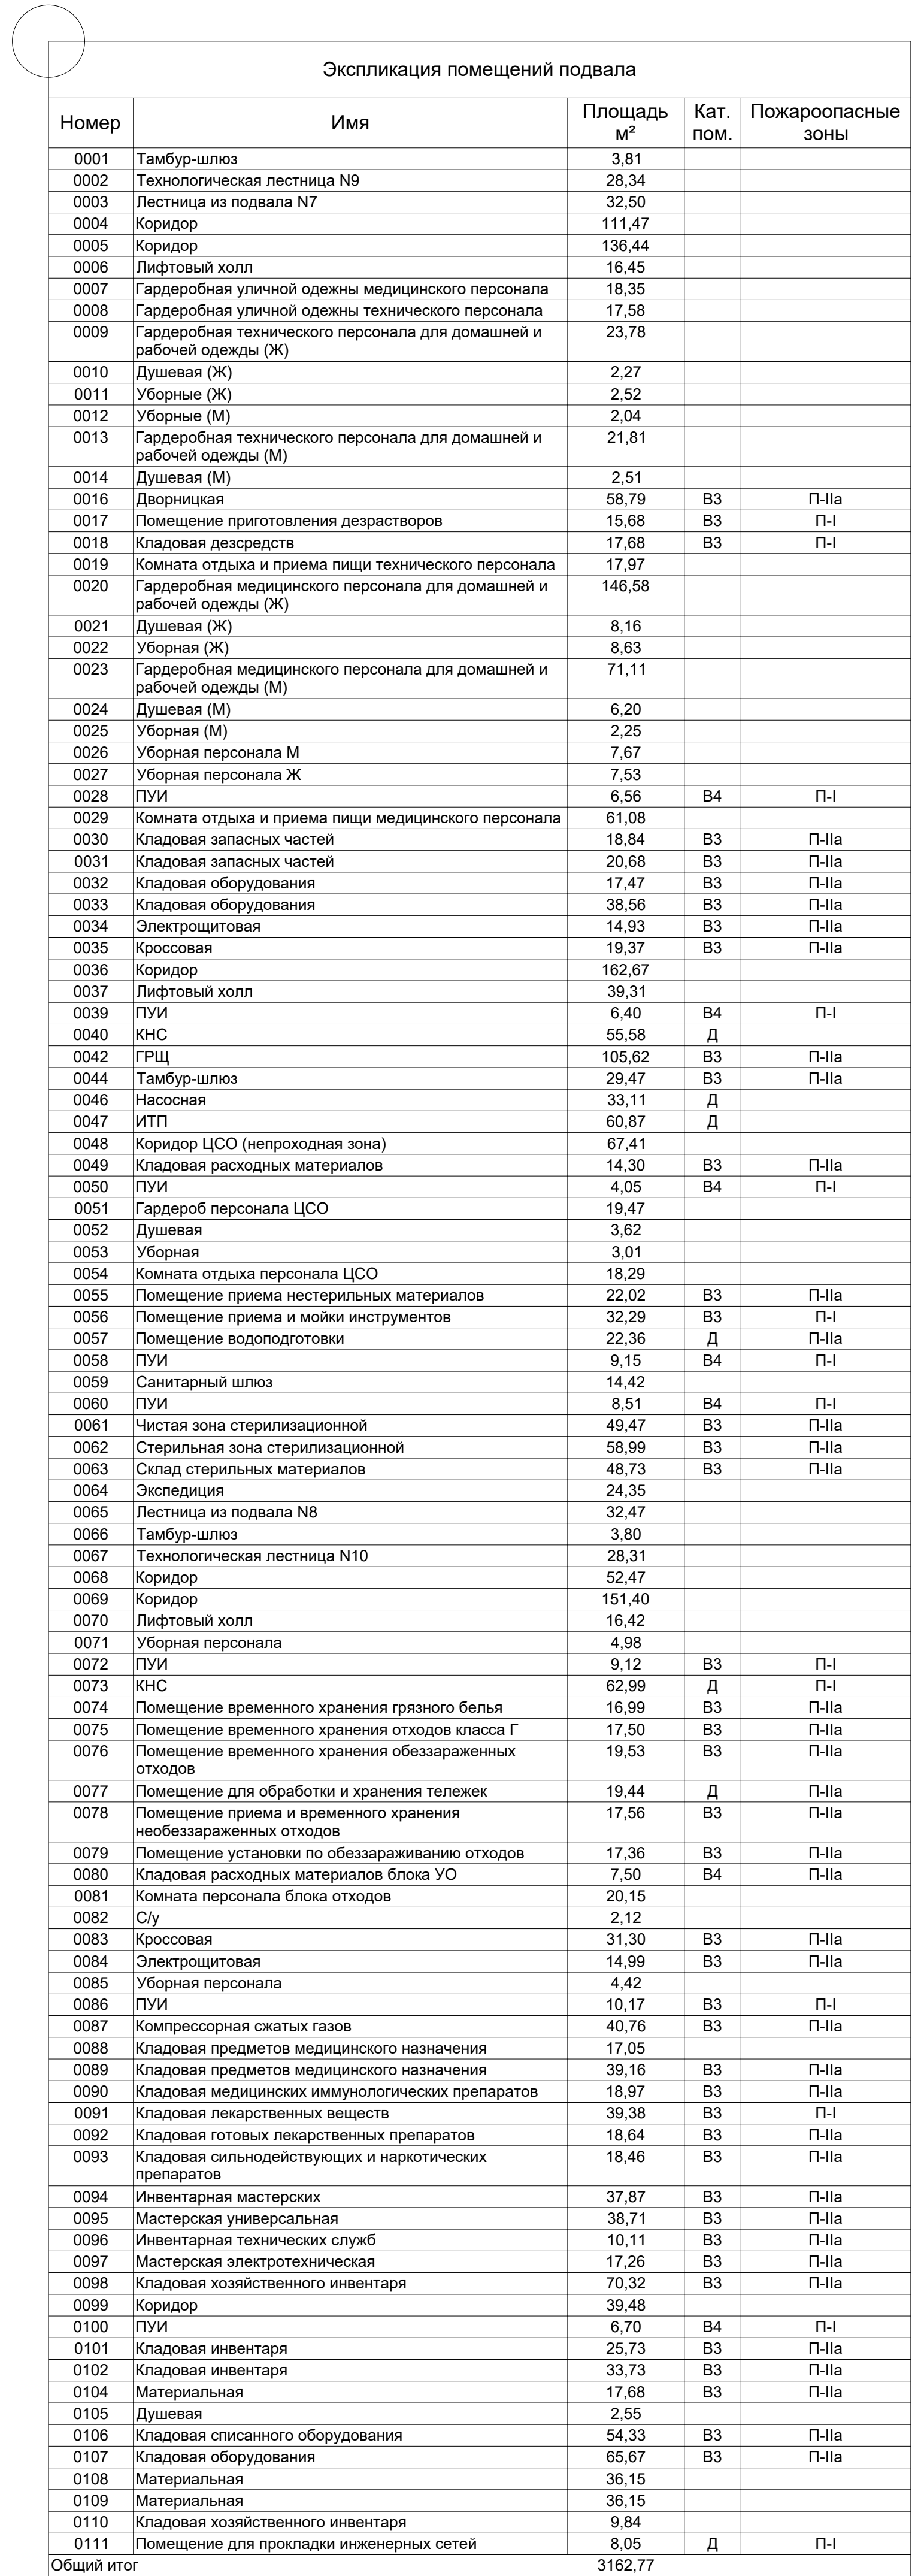 Экспликация помещений подвала
Номер Имя Площадь м² Кат. пом. Пожароопасные зоны
0001 Тамбур-шлюз 3,81
0002 Технологическая лестница N9 28,34
0003 Лестница из подвала N7 32,50
0004 Коридор 111,47
0005 Коридор 136,44
0006 Лифтовый холл 16,45
0007 Гардеробная уличной одежны медицинского персонала 18,35
0008 Гардеробная уличной одежны технического персонала 17,58
0009 Гардеробная технического персонала для домашней и 23,78
рабочей одежды (Ж)
0010 Душевая (Ж) 2,27
0011 Уборные (Ж) 2,52
0012 Уборные (М) 2,04
0013 Гардеробная технического персонала для домашней и 21,81
рабочей одежды (М)
0014 Душевая (М) 2,51
0016 Дворницкая 58,79 В3 П-IIа
0017 Помещение приготовления дезрастворов 15,68 В3 П-I
0018 Кладовая дезсредств 17,68 В3 П-I
0019 Комната отдыха и приема пищи технического персонала 17,97
0020 Гардеробная медицинского персонала для домашней и 146,58
рабочей одежды (Ж)
0021 Душевая (Ж) 8,16
0022 Уборная (Ж) 8,63
0023 Гардеробная медицинского персонала для домашней и 71,11
рабочей одежды (М)
0024 Душевая (М) 6,20
0025 Уборная (М) 2,25
0026 Уборная персонала М 7,67
0027 Уборная персонала Ж 7,53
0028 ПУИ 6,56 В4 П-I
0029 Комната отдыха и приема пищи медицинского персонала 61,08
0030 Кладовая запасных частей 18,84 В3 П-IIа
0031 Кладовая запасных частей 20,68 В3 П-IIа
0032 Кладовая оборудования 17,47 В3 П-IIа
0033 Кладовая оборудования 38,56 В3 П-IIа
0034 Электрощитовая 14,93 В3 П-IIа
0035 Кроссовая 19,37 В3 П-IIа
0036 Коридор 162,67
0037 Лифтовый холл 39,31
0039 ПУИ 6,40 В4 П-I
0040 КНС 55,58 Д
0042 ГРЩ 105,62 В3 П-IIа
0044 Тамбур-шлюз 29,47 В3 П-IIа
0046 Насосная 33,11 Д
0047 ИТП 60,87 Д
0048 Коридор ЦСО (непроходная зона) 67,41
0049 Кладовая расходных материалов 14,30 В3 П-IIа
0050 ПУИ 4,05 В4 П-I
0051 Гардероб персонала ЦСО 19,47
0052 Душевая 3,62
0053 Уборная 3,01
0054 Комната отдыха персонала ЦСО 18,29
0055 Помещение приема нестерильных материалов 22,02 В3 П-IIа
0056 Помещение приема и мойки инструментов 32,29 В3 П-I
0057 Помещение водоподготовки 22,36 Д П-IIа
0058 ПУИ 9,15 В4 П-I
0059 Санитарный шлюз 14,42
0060 ПУИ 8,51 В4 П-I
0061 Чистая зона стерилизационной 49,47 В3 П-IIа
0062 Стерильная зона стерилизационной 58,99 В3 П-IIа
0063 Склад стерильных материалов 48,73 В3 П-IIа
0064 Экспедиция 24,35
0065 Лестница из подвала N8 32,47
0066 Тамбур-шлюз 3,80
0067 Технологическая лестница N10 28,31
0068 Коридор 52,47
0069 Коридор 151,40
0070 Лифтовый холл 16,42
0071 Уборная персонала 4,98
0072 ПУИ 9,12 В3 П-I
0073 КНС 62,99 Д П-I
0074 Помещение временного хранения грязного белья 16,99 В3 П-IIа
0075 Помещение временного хранения отходов класса Г 17,50 В3 П-IIа
0076 Помещение временного хранения обеззараженных 19,53 В3 П-IIа
отходов
0077 Помещение для обработки и хранения тележек 19,44 Д П-IIа
0078 Помещение приема и временного хранения 17,56 В3 П-IIа
необеззараженных отходов
0079 Помещение установки по обеззараживанию отходов 17,36 В3 П-IIа
0080 Кладовая расходных материалов блока УО 7,50 В4 П-IIа
0081 Комната персонала блока отходов 20,15
0082 С/у 2,12
0083 Кроссовая 31,30 В3 П-IIа
0084 Электрощитовая 14,99 В3 П-IIа
0085 Уборная персонала 4,42
0086 ПУИ 10,17 В3 П-I
0087 Компрессорная сжатых газов 40,76 В3 П-IIа
0088 Кладовая предметов медицинского назначения 17,05
0089 Кладовая предметов медицинского назначения 39,16 В3 П-IIа
0090 Кладовая медицинских иммунологических препаратов 18,97 В3 П-IIа
0091 Кладовая лекарственных веществ 39,38 В3 П-I
0092 Кладовая готовых лекарственных препаратов 18,64 В3 П-IIа
0093 Кладовая сильнодействующих и наркотических 18,46 В3 П-IIа
препаратов
0094 Инвентарная мастерских 37,87 В3 П-IIа
0095 Мастерская универсальная 38,71 В3 П-IIа
0096 Инвентарная технических служб 10,11 В3 П-IIа
0097 Мастерская электротехническая 17,26 В3 П-IIа
0098 Кладовая хозяйственного инвентаря 70,32 В3 П-IIа
0099 Коридор 39,48
0100 ПУИ 6,70 В4 П-I
0101 Кладовая инвентаря 25,73 В3 П-IIа
0102 Кладовая инвентаря 33,73 В3 П-IIа
0104 Материальная 17,68 В3 П-IIа
0105 Душевая 2,55
0106 Кладовая списанного оборудования 54,33 В3 П-IIа
0107 Кладовая оборудования 65,67 В3 П-IIа
0108 Материальная 36,15
0109 Материальная 36,15
0110 Кладовая хозяйственного инвентаря 9,84
0111 Помещение для прокладки инженерных сетей 8,05 Д П-I
Общий итог 3162,77